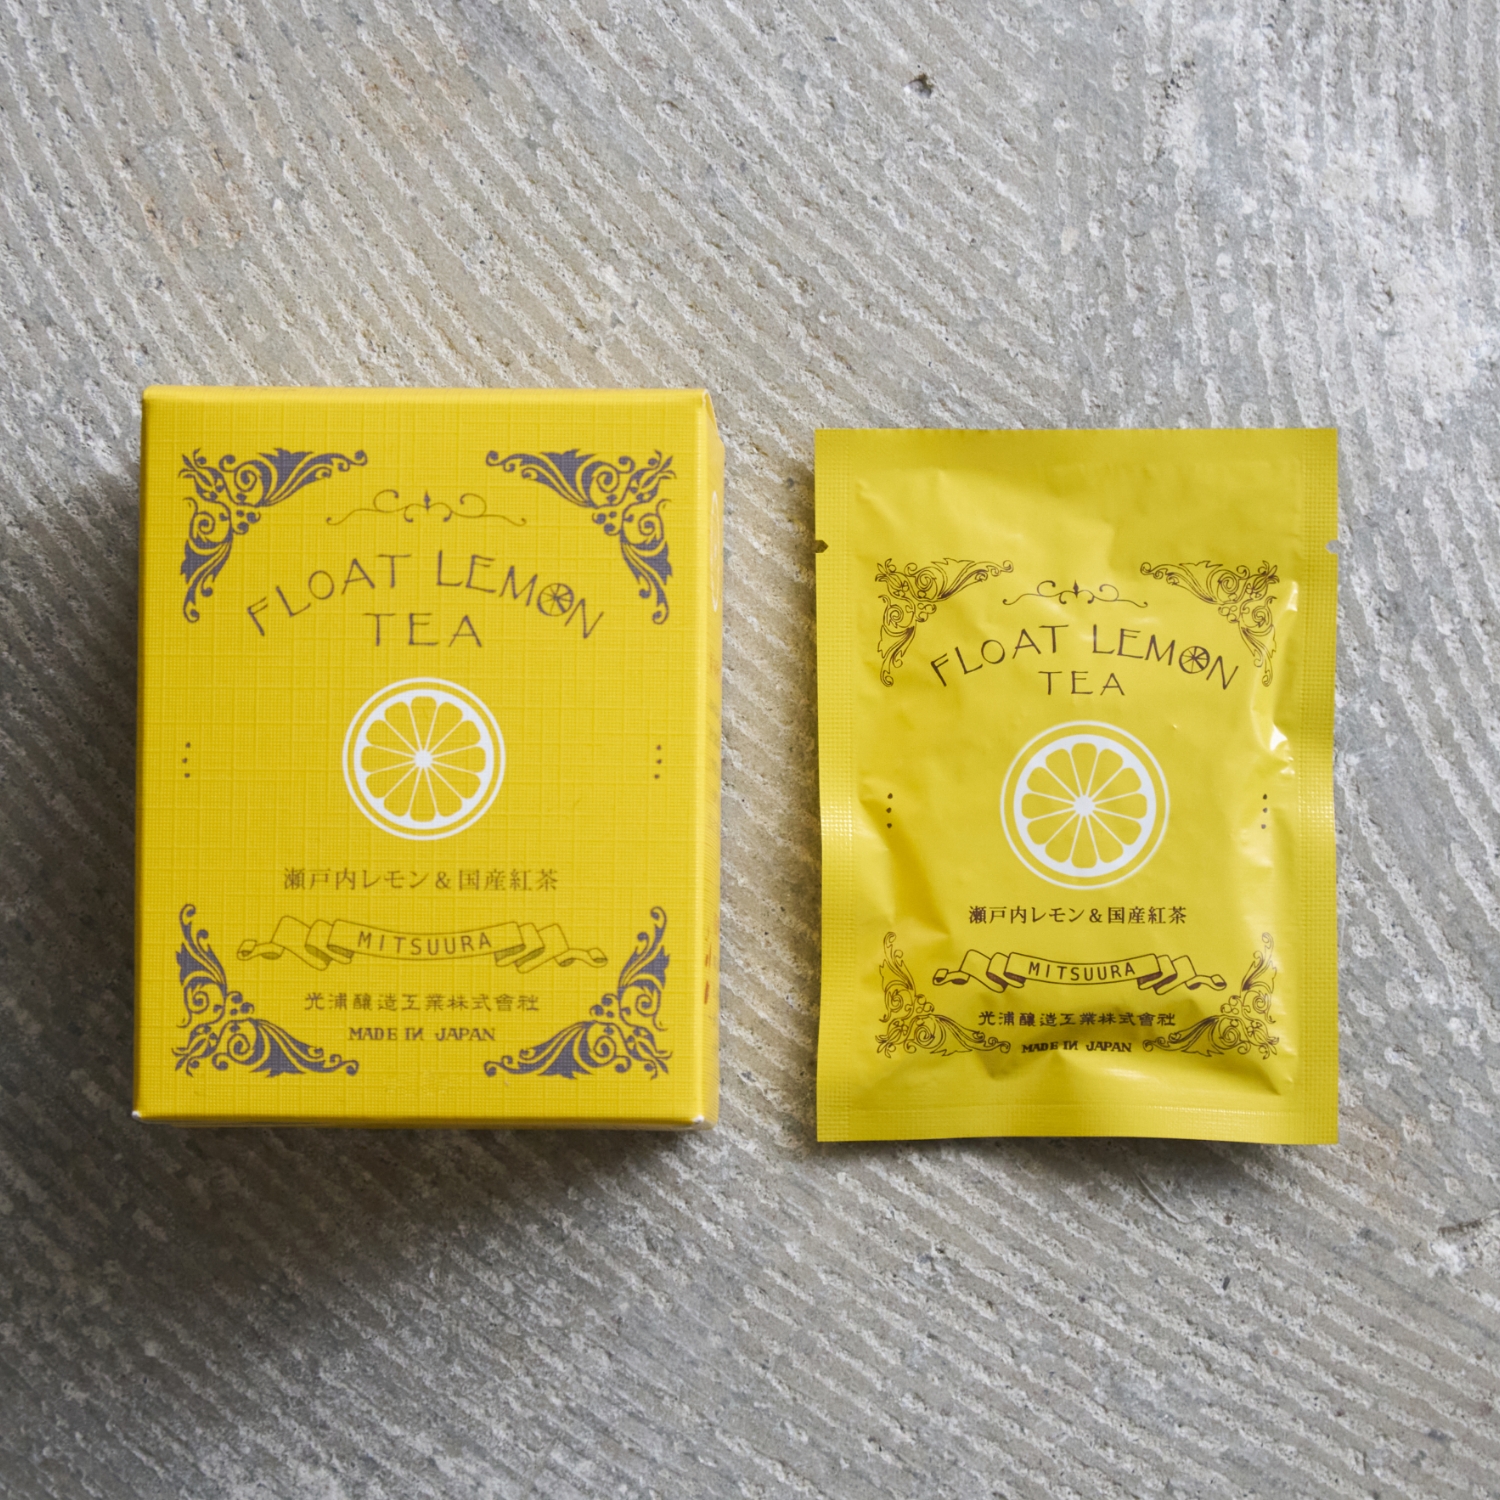 FLOAT LEMON
TEA
瀬戸内レモン&国産紅茶
MITSUURA
光浦醸造工業株式會社
MADE IN JAPAN
FLOAT LEMON
TEA
瀬戸内レモン&国産紅茶
MITSUURA
光浦醸造工業株式會社
MADE IN JAPAN